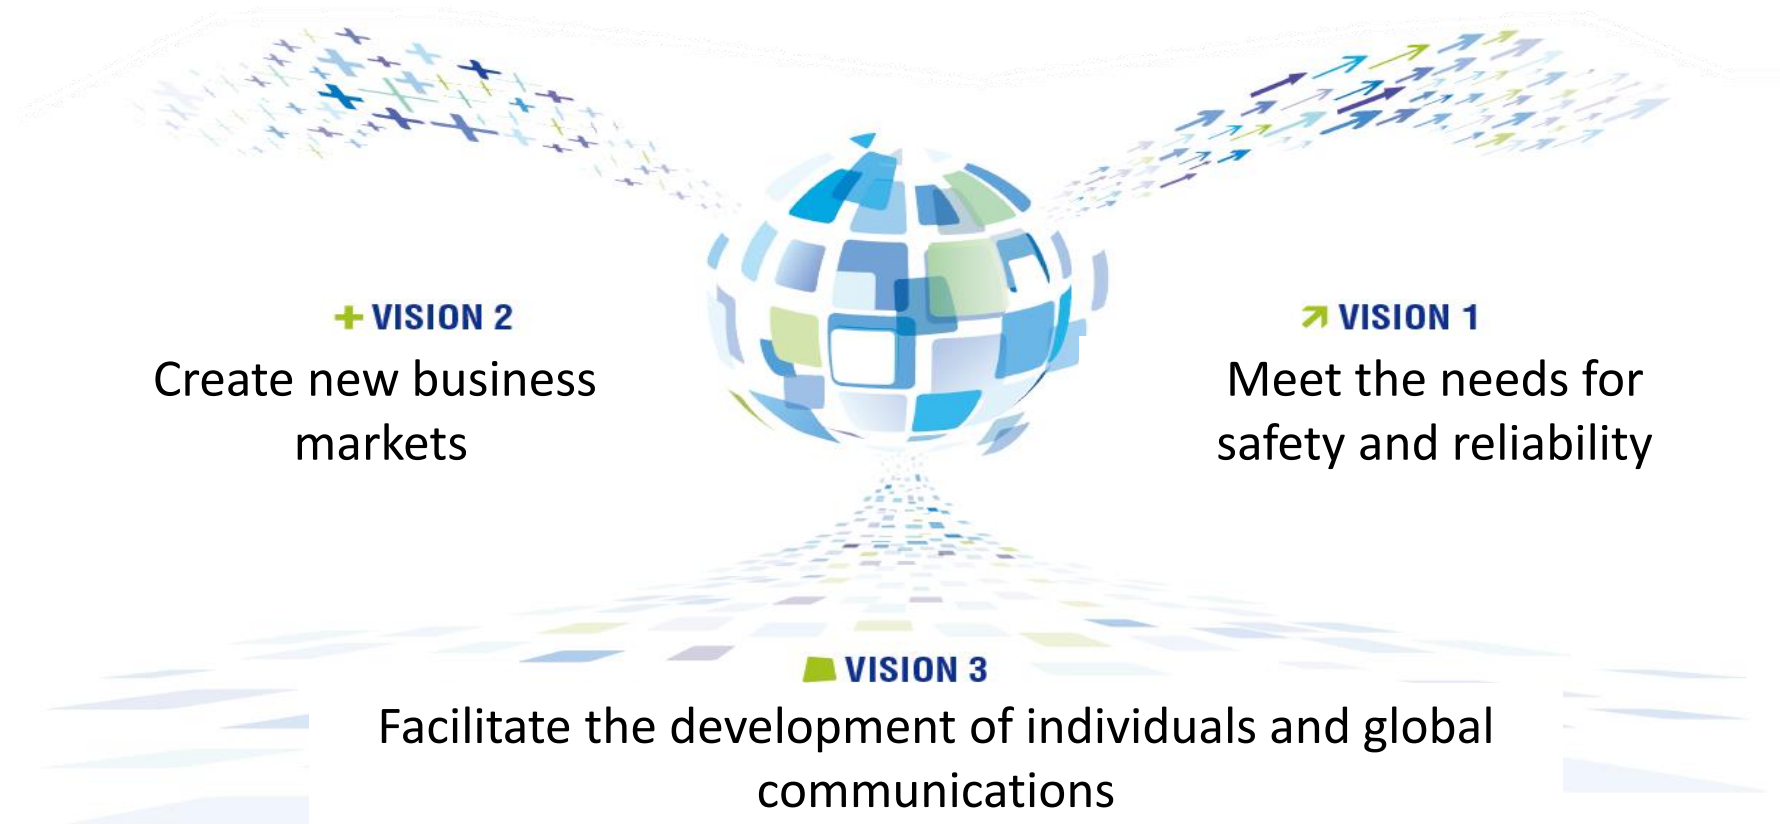 VISION 2
Create new business
markets
VISION 1
Meet the needs for
safety and reliability
VISION 3
Facilitate the development of individuals and global
communications